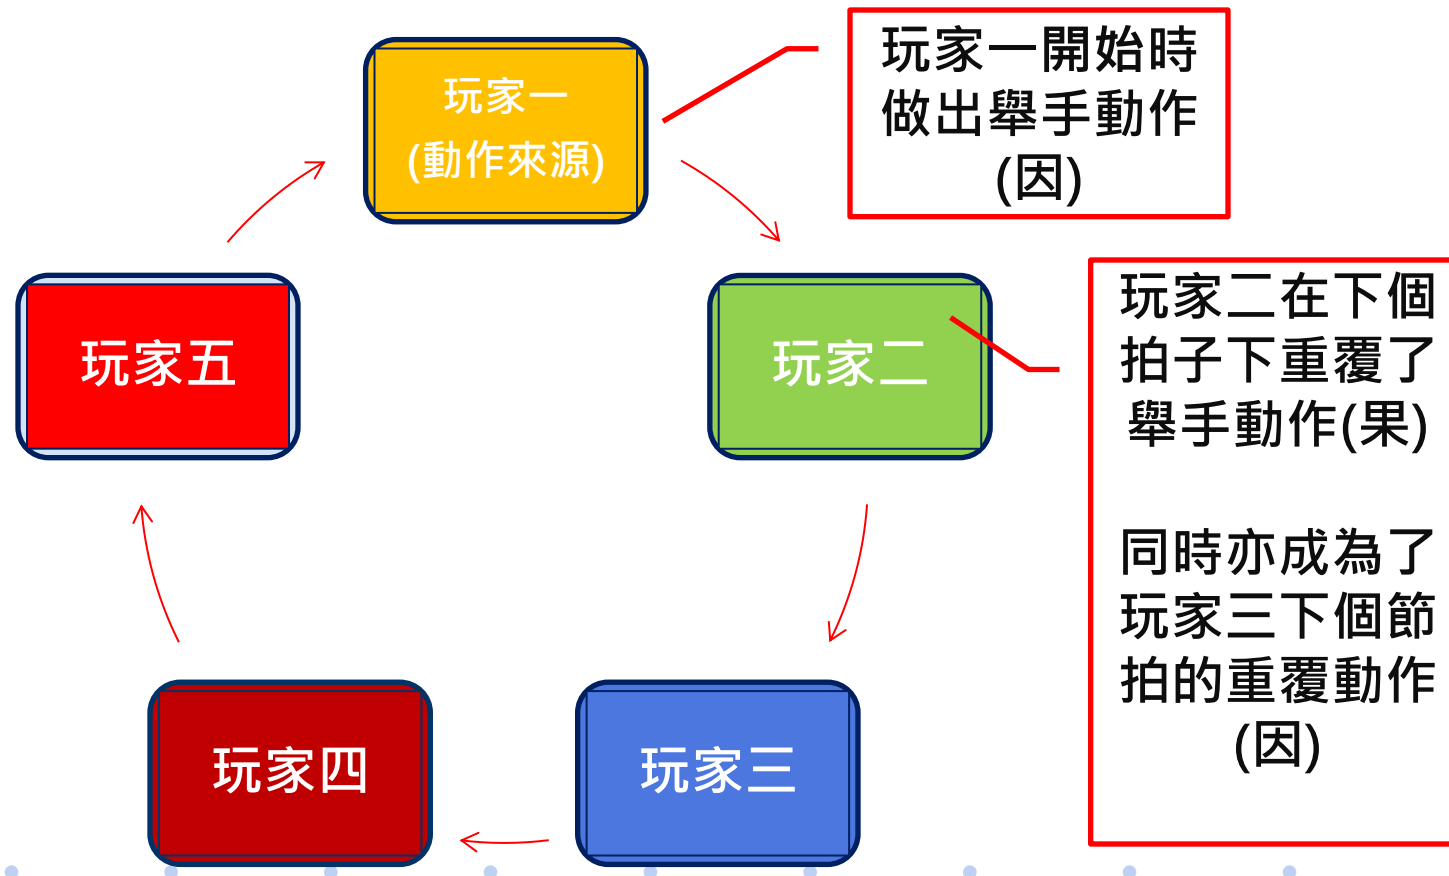 玩家一
(動作來源)
玩家一開始時
做出舉手動作
(因)
玩家二
玩家二在下個
拍子下重覆了
舉手動作(果)
同時亦成為了
玩家三下個節
拍的重覆動作
(因)
玩家三
玩家四
玩家五